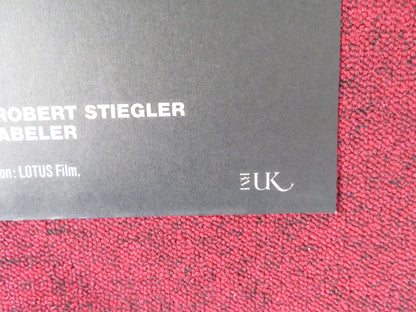 ROBERT STIEGLER
ABELER
on: LOTUS Film,
UK